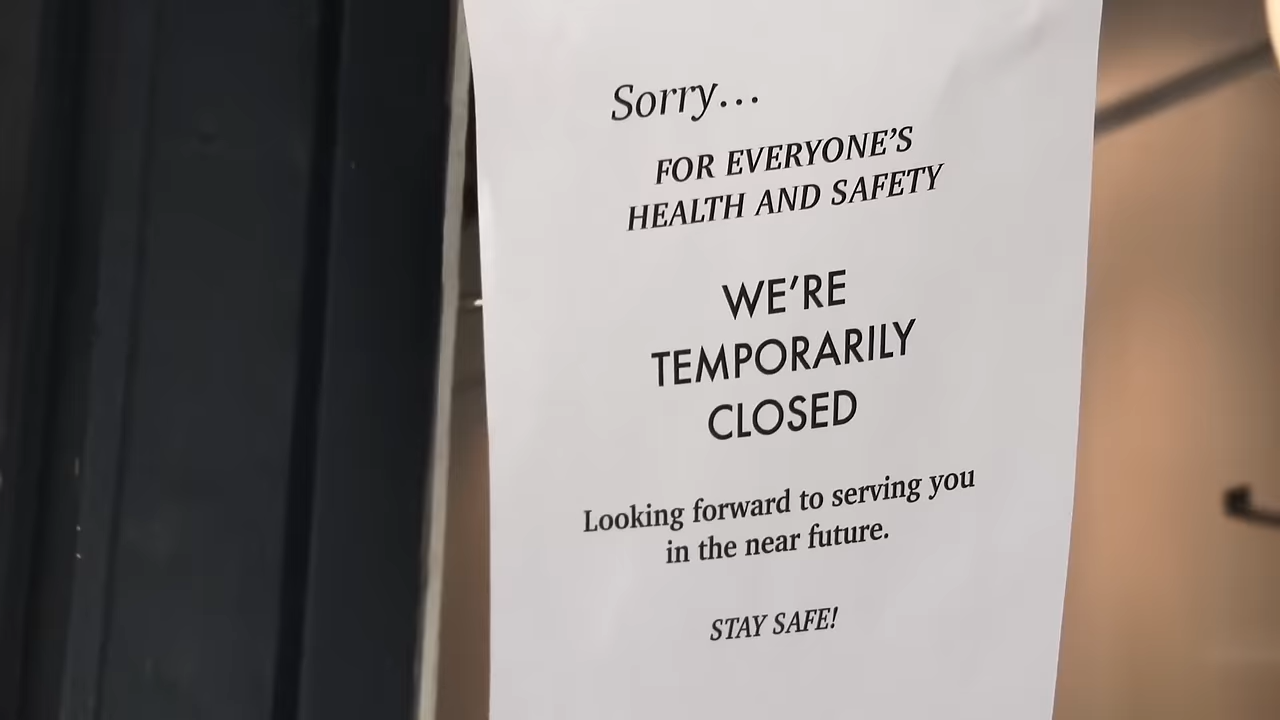 Sorry...
FOR EVERYONE'S
HEALTH AND SAFETY
WE'RE
TEMPORARILY
CLOSED
Looking forward to serving you
in the near future.
STAY SAFE!